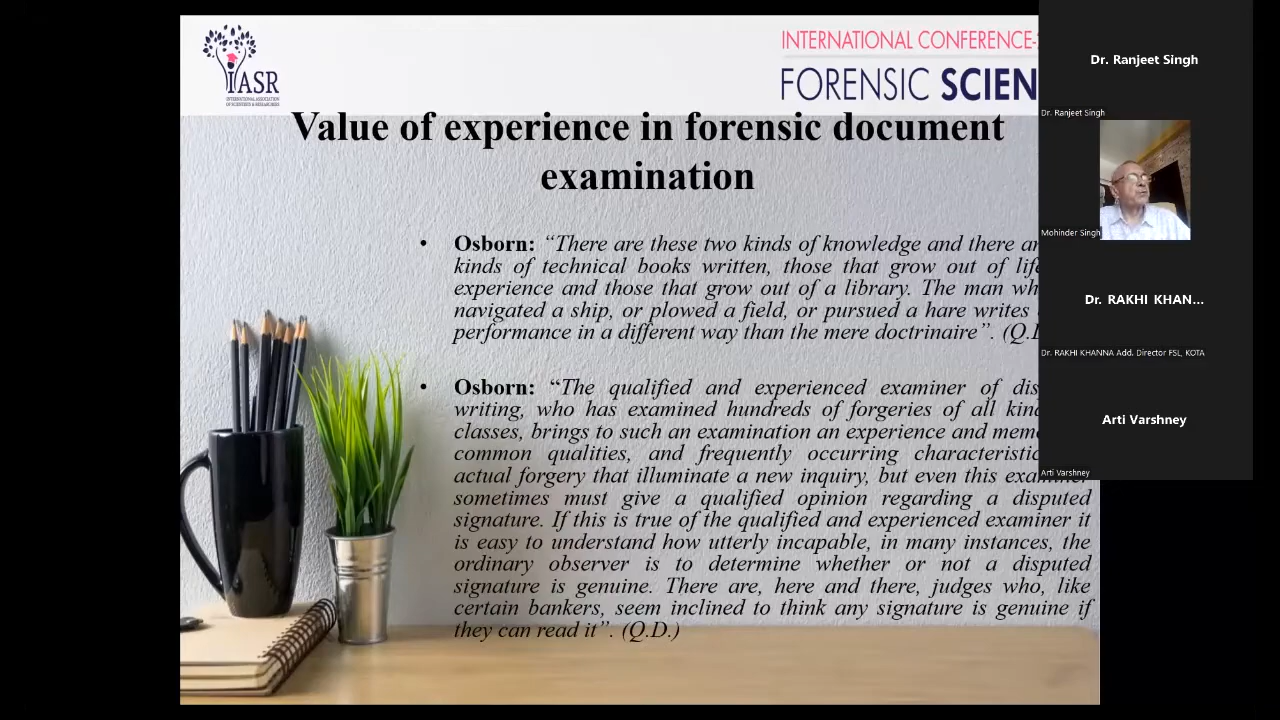 IASR
INTERNATIONAL ASSOCIATION
OF SCIENTISTS & RESEARCHERS
INTERNATIONAL CONFERENCE-
FORENSIC SCIEN
Value of experience in forensic document
examination
• Osborn: “There are these two kinds of knowledge and there
kinds of technical books written, those that grow out of
experience and those that grow out of a library. The man
navigated a ship, or plowed a field, or pursued a hare writes
performance in a different way than the mere doctrinaire”.
• Osborn: “The qualified and experienced examiner of
writing, who has examined hundreds of forgeries of all
classes, brings to such an examination an experience and
common qualities, and frequently occurring
actual forgery that illuminate a new inquiry, but even this examiner
sometimes must give a qualified opinion regarding a disputed
signature. If this is true of the qualified and experienced examiner it
is easy to understand how utterly incapable, in many instances, the
ordinary observer is to determine whether or not a disputed
signature is genuine. There are, here and there, judges who, like
certain bankers, seem inclined to think any signature is genuine if
they can read it”. (Q.D.)
Dr. Ranjeet Singh
Dr. Ranjeet Singh
Mohinder Singh
Dr. RAKHI KHAN...
Dr. RAKHI KHANNA Add. Director FSL, KOTA
Arti Varshney
Arti Varshney